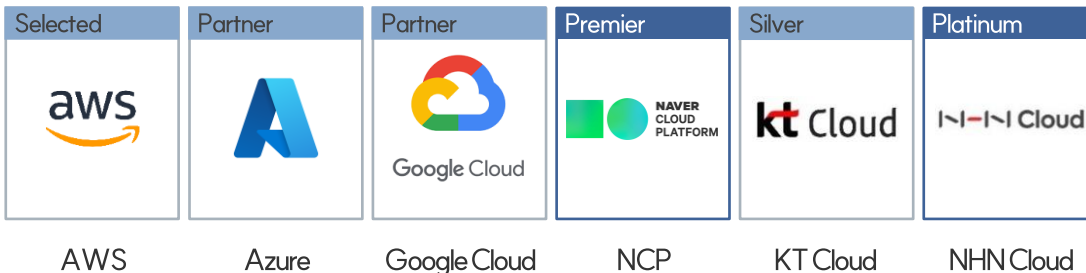 Selected
Partner
Partner
Premier
Silver
Platinum
aws
Google Cloud
NAVER
CLOUD
PLATFORM
kt Cloud
NHN Cloud
AWS
Azure
Google Cloud
NCP
KT Cloud
NHN Cloud